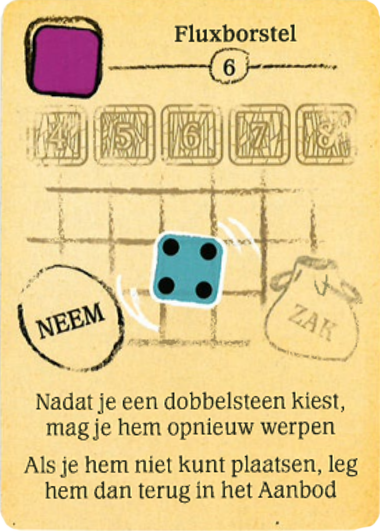 Fluxborstel
6
4 5 6 7 8
NEEM
ZAK
Nadat je een dobbelsteen kiest,
mag je hem opnieuw werpen
Als je hem niet kunt plaatsen, leg
hem dan terug in het Aanbod